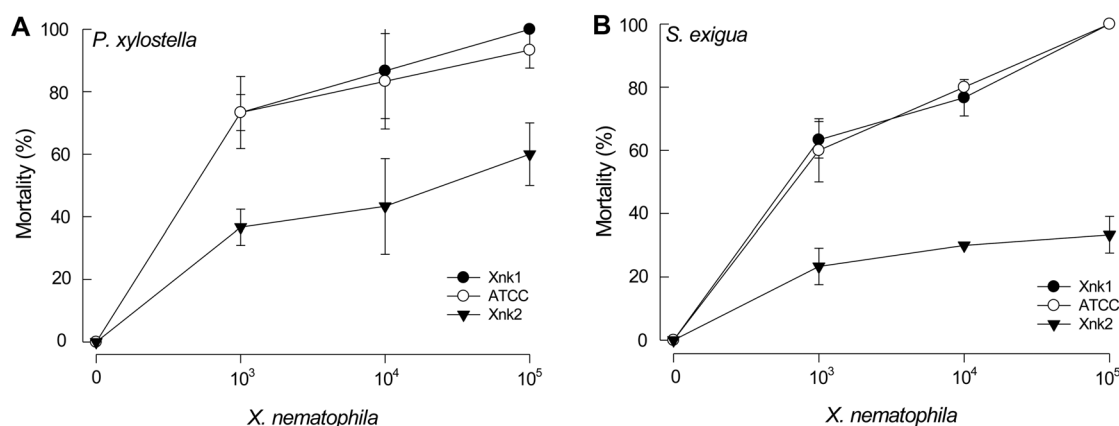 A
P. xylostella
100
80
60
40
20
0
Mortality (%)
Xnk1
ATCC
Xnk2
0
10³
10⁴
10⁵
X. nematophila
B
S. exigua
100
80
60
40
20
0
Mortality (%)
Xnk1
ATCC
Xnk2
0
10³
10⁴
10⁵
X. nematophila